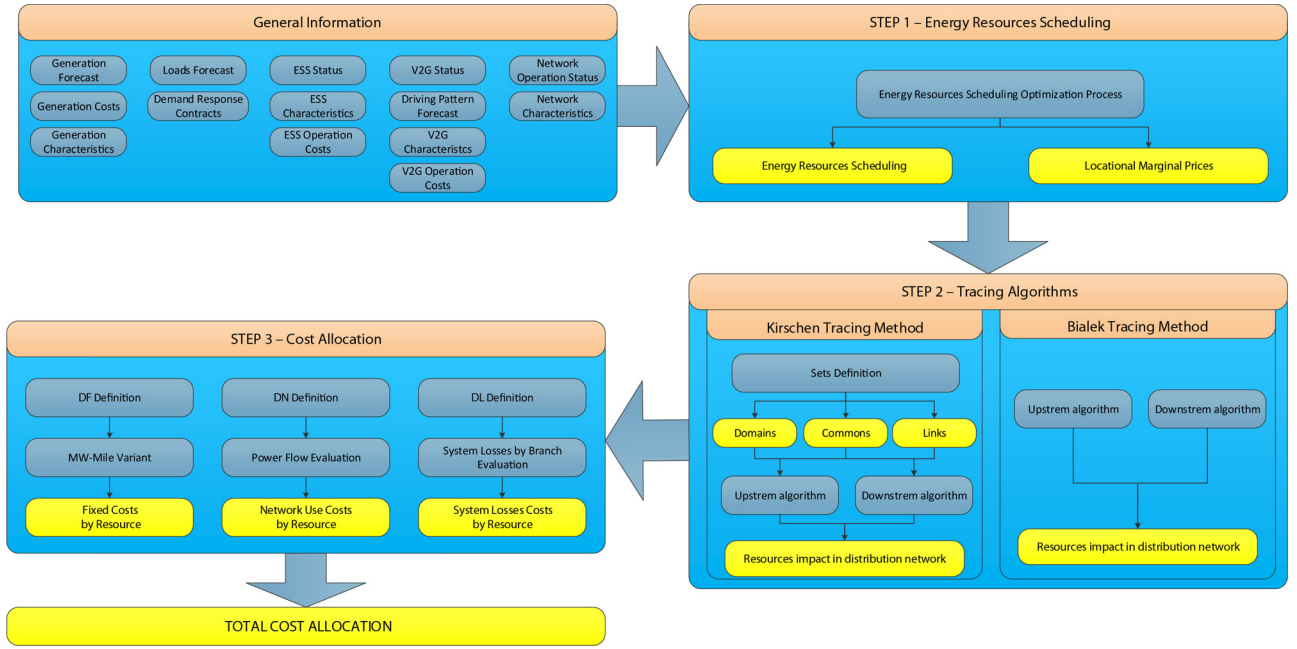 General Information
Generation
Forecast
Loads Forecast
ESS Status
V2G Status
Network
Operation Status
Generation Costs
Demand Response
Contracts
ESS
Characteristics
Driving Pattern
Forecast
Network
Characteristics
Generation
Characteristics
ESS Operation
Costs
V2G
Characteristcs
V2G Operation
Costs
STEP 1 – Energy Resources Scheduling
Energy Resources Scheduling Optimization Process
Energy Resources Scheduling
Locational Marginal Prices
STEP 2 – Tracing Algorithms
Kirschen Tracing Method
Sets Definition
Domains
Commons
Links
Upstrem algorithm
Downstrem algorithm
Resources impact in distribution network
Bialek Tracing Method
Upstrem algorithm
Downstrem algorithm
Resources impact in distribution network
STEP 3 – Cost Allocation
DF Definition
DN Definition
DL Definition
MW-Mile Variant
Power Flow Evaluation
System Losses by Branch
Evaluation
Fixed Costs
by Resource
Network Use Costs
by Resource
System Losses Costs
by Resource
TOTAL COST ALLOCATION